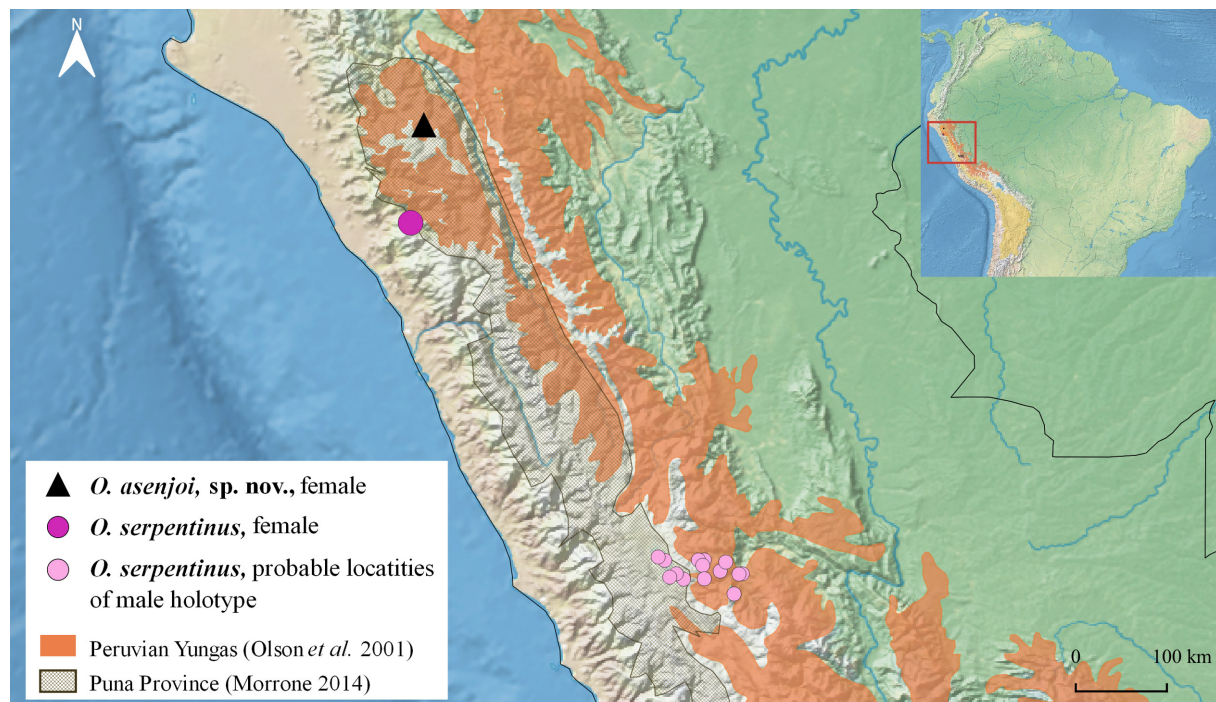 N
O. asenjoi, sp. nov., female
O. serpentinus, female
O. serpentinus, probable locatities
of male holotype
Peruvian Yungas (Olson et al. 2001)
Puna Province (Morrone 2014)
0 100 km